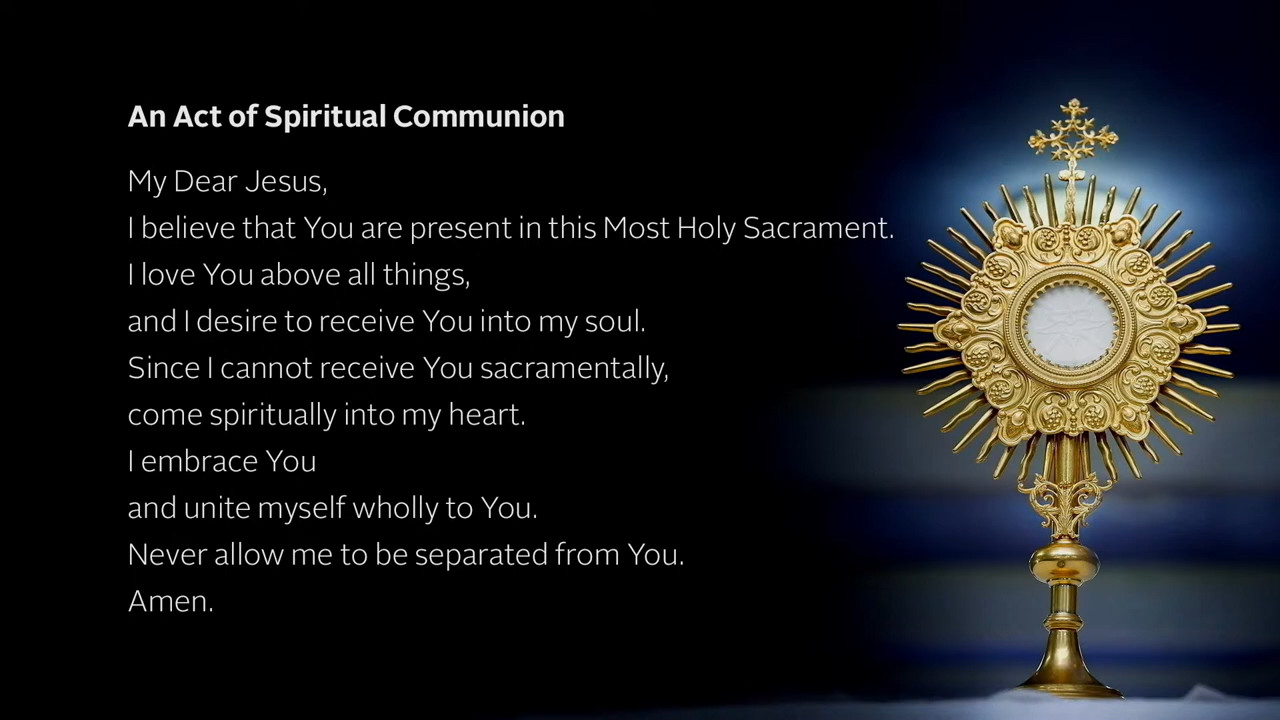 An Act of Spiritual Communion
My Dear Jesus,
I believe that You are present in this Most Holy Sacrament.
I love You above all things,
and I desire to receive You into my soul.
Since I cannot receive You sacramentally,
come spiritually into my heart.
I embrace You
and unite myself wholly to You.
Never allow me to be separated from You.
Amen.